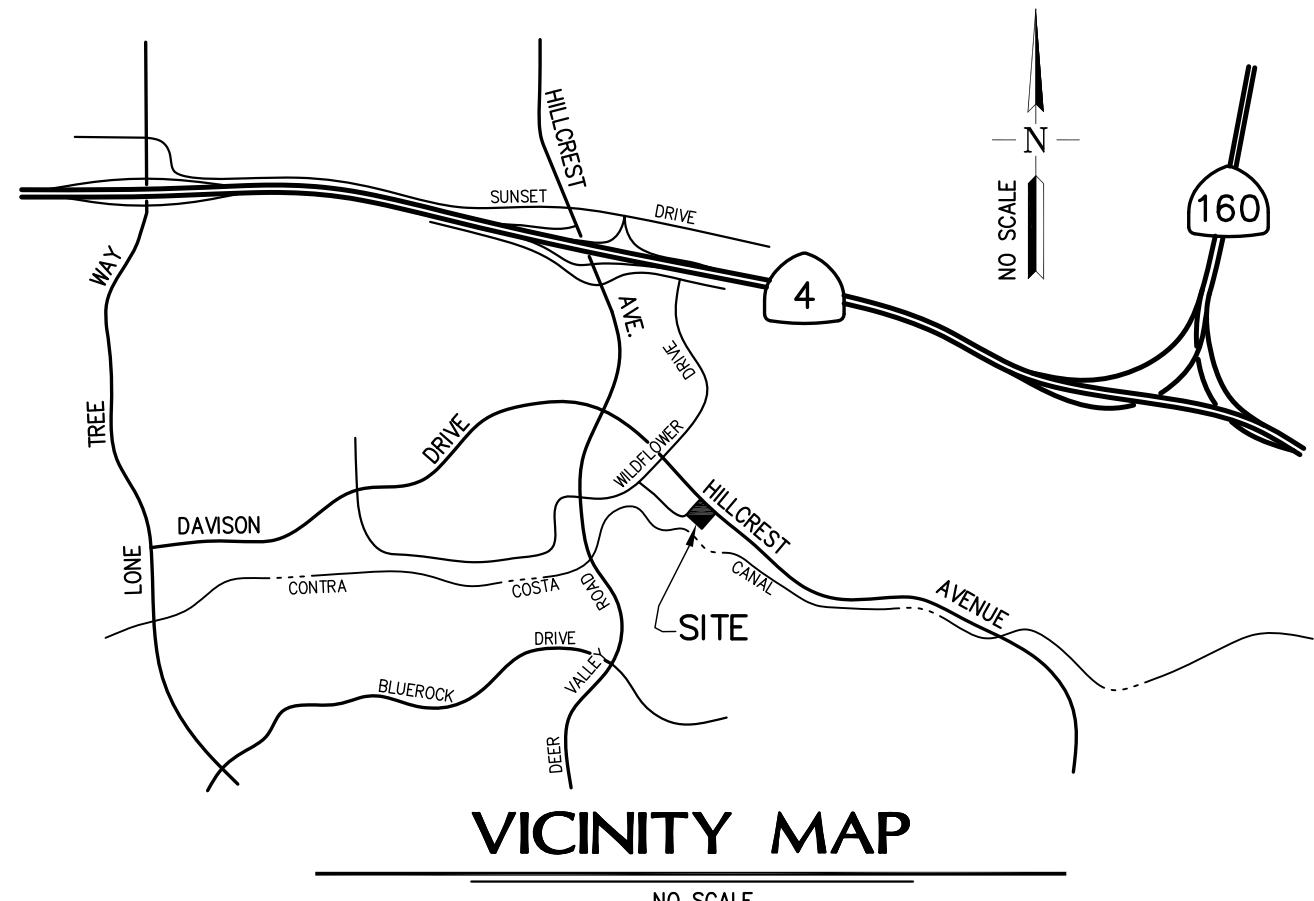 HILLCREST
N
NO SCALE
160
SUNSET
DRIVE
WAY
4
AVE.
DRIVE
TREE
DRIVE
WILDFLOWER
HILLCREST
DAVISON
LONE
CONTRA
COSTA
ROAD
CANAL
AVENUE
SITE
DRIVE
VALLEY
BLUEROCK
DEER
VICINITY MAP
NO SCALE